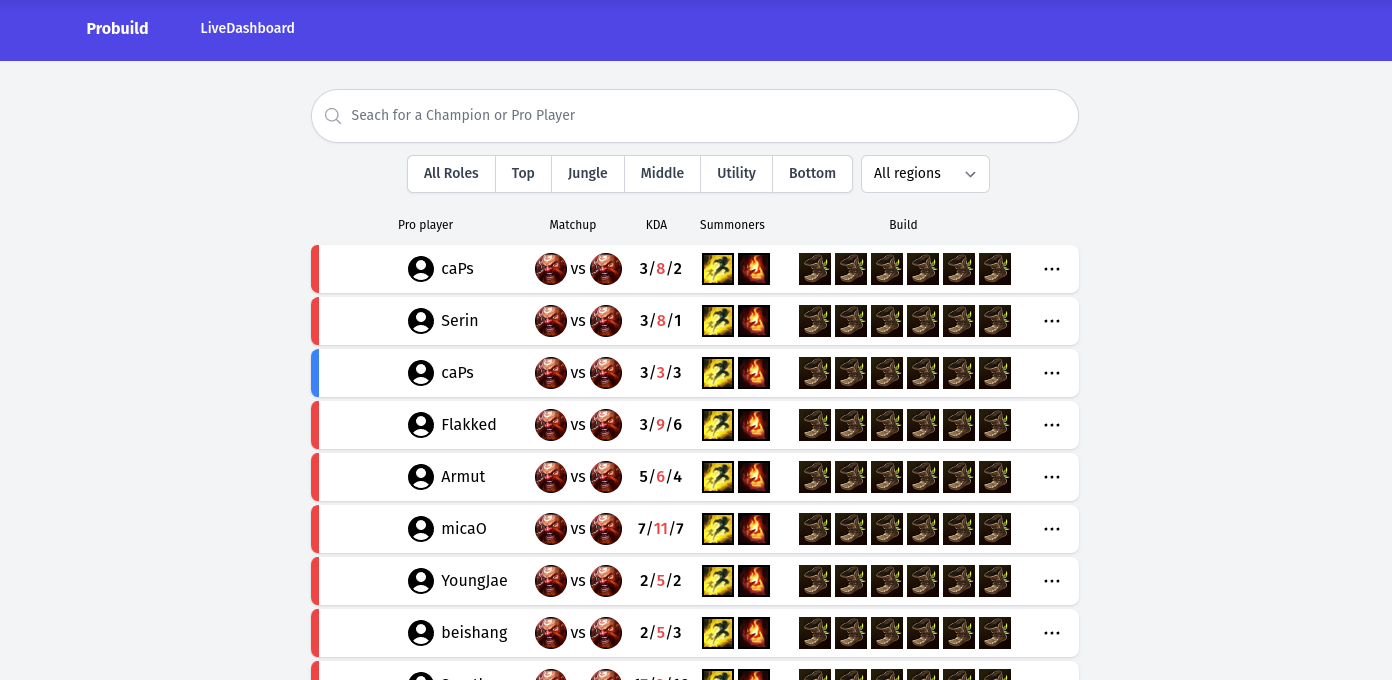 Probuild LiveDashboard
Seach for a Champion or Pro Player
All Roles Top Jungle Middle Utility Bottom All regions
Pro player Matchup KDA Summoners Build
caPs vs 3/8/2
Serin vs 3/8/1
caPs vs 3/3/3
Flakked vs 3/9/6
Armut vs 5/6/4
micaO vs 7/11/7
YoungJae vs 2/5/2
beishang vs 2/5/3